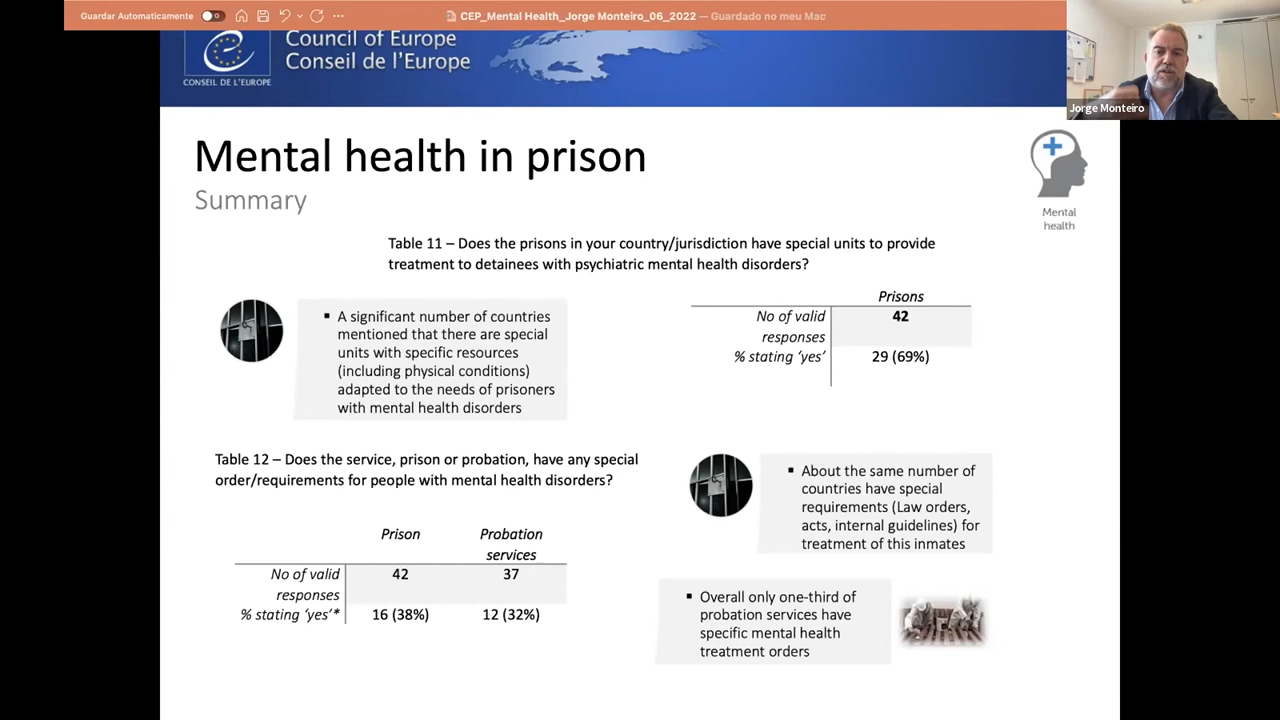 Guardar Automaticamente
CEP_Mental Health_Jorge Monteiro_06_2022 — Guardado no meu Mac
Council of Europe
Conseil de l'Europe
CONSEIL DE L'EUROPE
Jorge Monteiro
Mental health in prison
Summary
Mental
health
Table 11 – Does the prisons in your country/jurisdiction have special units to provide
treatment to detainees with psychiatric mental health disorders?
▪ A significant number of countries
mentioned that there are special
units with specific resources
(including physical conditions)
adapted to the needs of prisoners
with mental health disorders
Prisons
No of valid
responses
42
% stating 'yes'
29 (69%)
Table 12 – Does the service, prison or probation, have any special
order/requirements for people with mental health disorders?
Prison
Probation
services
No of valid
responses
42
37
% stating 'yes'*
16 (38%)
12 (32%)
▪ About the same number of
countries have special
requirements (Law orders,
acts, internal guidelines) for
treatment of this inmates
▪ Overall only one-third of
probation services have
specific mental health
treatment orders